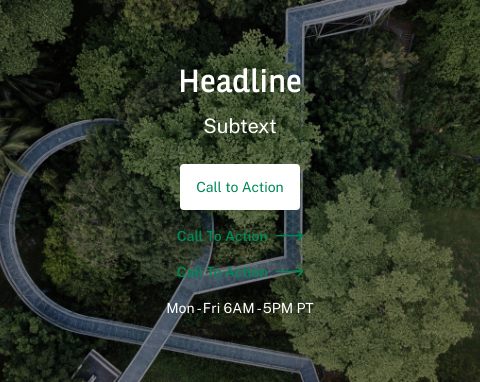 Headline
Subtext
Call to Action
Call To Action
Call To Action
Mon - Fri 6AM - 5PM PT